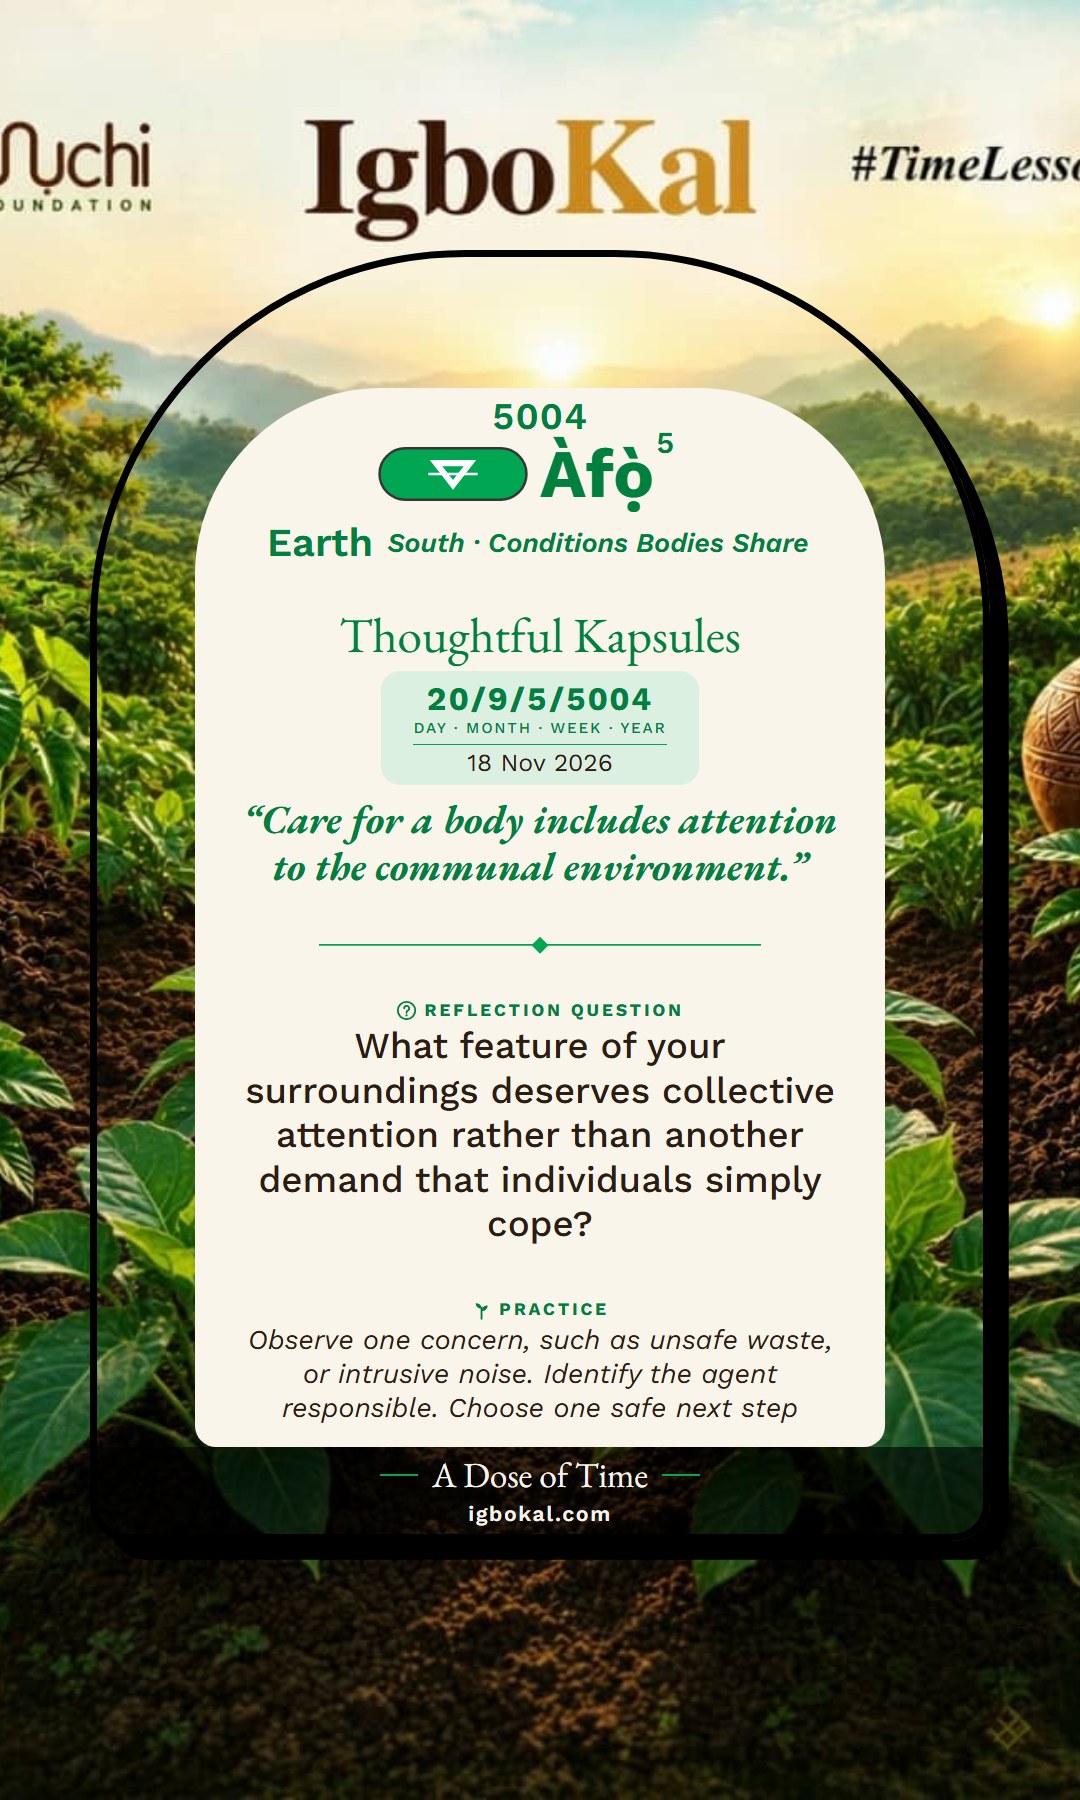 Ụchi
OUNDATION
IgboKal
#TimeLesso
5004
Àfọ̀ 5
Earth South · Conditions Bodies Share
Thoughtful Kapsules
20/9/5/5004
DAY · MONTH · WEEK · YEAR
18 Nov 2026
“Care for a body includes attention
to the communal environment.”
REFLECTION QUESTION
What feature of your
surroundings deserves collective
attention rather than another
demand that individuals simply
cope?
PRACTICE
Observe one concern, such as unsafe waste,
or intrusive noise. Identify the agent
responsible. Choose one safe next step
A Dose of Time
igbokal.com